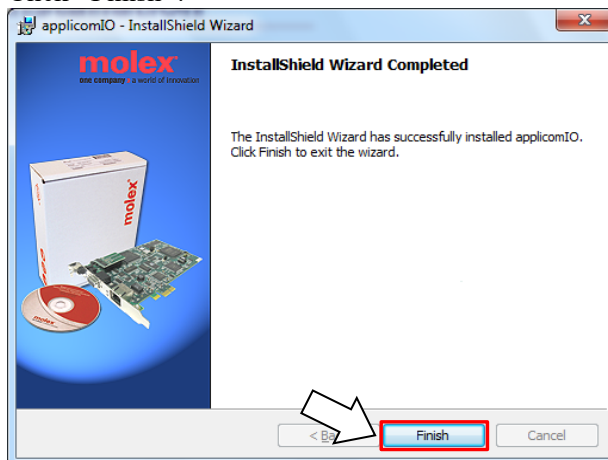 applicomIO - InstallShield Wizard
molex
one company a world of innovation
InstallShield Wizard Completed
The InstallShield Wizard has successfully installed applicomIO.
Click Finish to exit the wizard.
molex
molex
Finish
Cancel